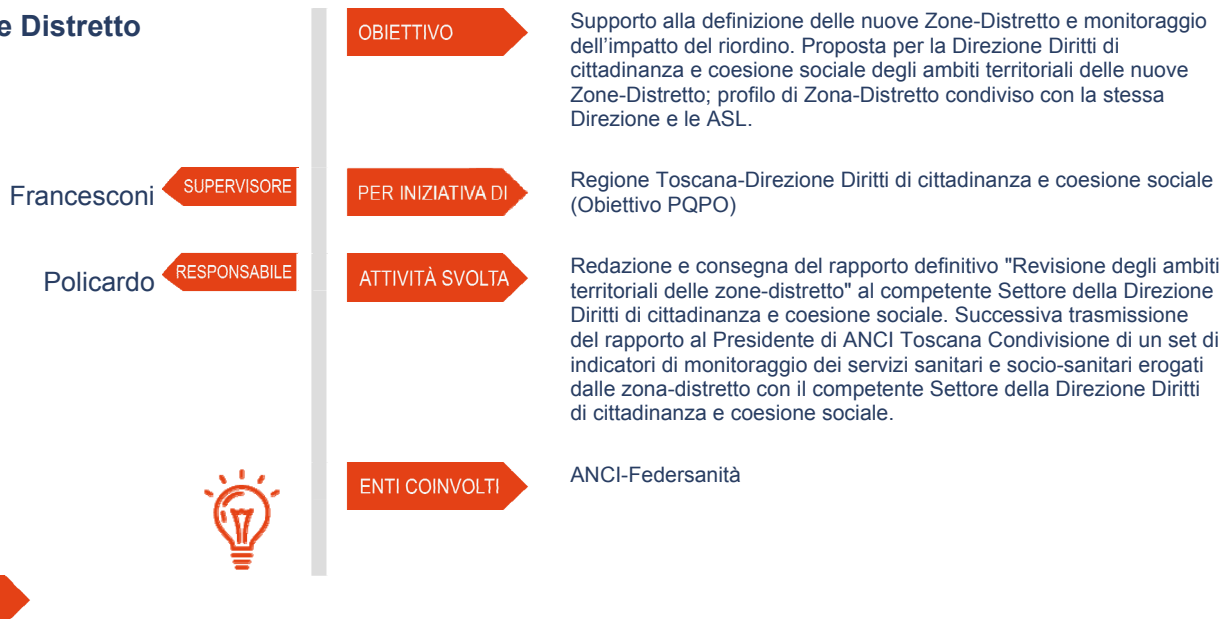 e Distretto
OBIETTIVO
Supporto alla definizione delle nuove Zone-Distretto e monitoraggio
dell'impatto del riordino. Proposta per la Direzione Diritti di
cittadinanza e coesione sociale degli ambiti territoriali delle nuove
Zone-Distretto; profilo di Zona-Distretto condiviso con la stessa
Direzione e le ASL.
Francesconi
SUPERVISORE
PER INIZIATIVA DI
Regione Toscana-Direzione Diritti di cittadinanza e coesione sociale
(Obiettivo PQPO)
Policardo
RESPONSABILE
ATTIVITÀ SVOLTA
Redazione e consegna del rapporto definitivo "Revisione degli ambiti
territoriali delle zone-distretto" al competente Settore della Direzione
Diritti di cittadinanza e coesione sociale. Successiva trasmissione
del rapporto al Presidente di ANCI Toscana Condivisione di un set di
indicatori di monitoraggio dei servizi sanitari e socio-sanitari erogati
dalle zona-distretto con il competente Settore della Direzione Diritti
di cittadinanza e coesione sociale.
ENTI COINVOLTI
ANCI-Federsanità